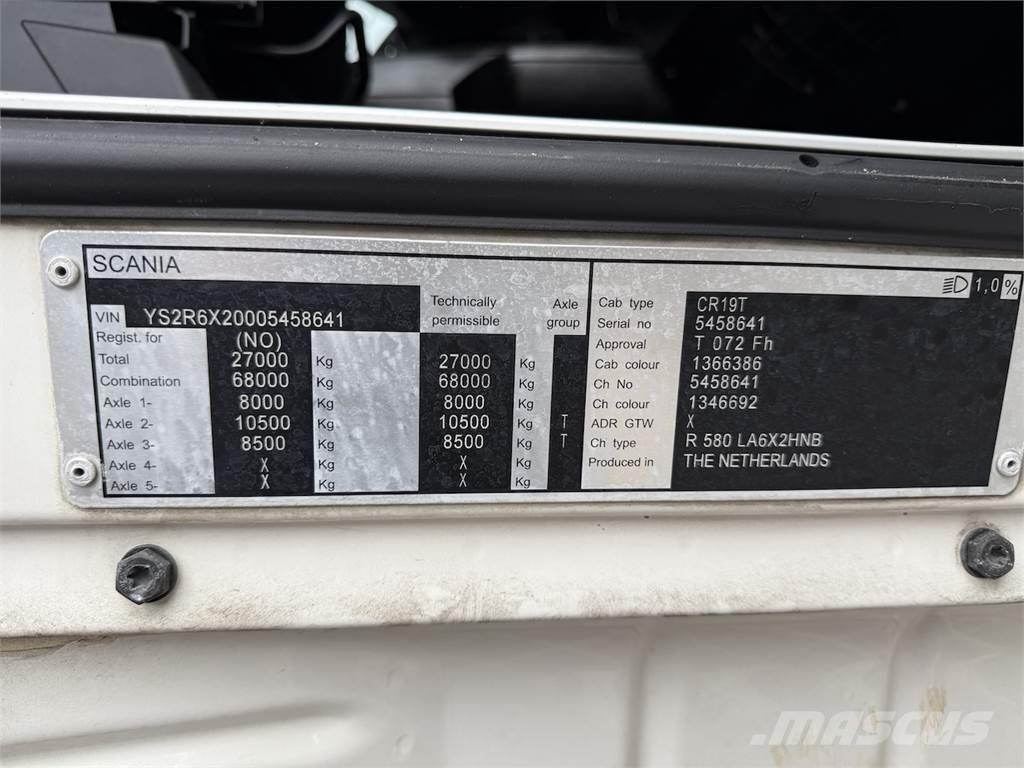 SCANIA
VIN YS2R6X20005458641
Technically permissible
Axle group
Regist. for (NO)
Total 27000 Kg 27000 Kg
Combination 68000 Kg 68000 Kg
Axle 1- 8000 Kg 8000 Kg
Axle 2- 10500 Kg 10500 Kg T
Axle 3- 8500 Kg 8500 Kg T
Axle 4- X Kg X Kg
Axle 5- X Kg X Kg
1,0 %
Cab type CR19T
Serial no 5458641
Approval T 072 Fh
Cab colour 1366386
Ch No 5458641
Ch colour 1346692
ADR GTW X
Ch type R 580 LA6X2HNB
Produced in THE NETHERLANDS
MASCUS